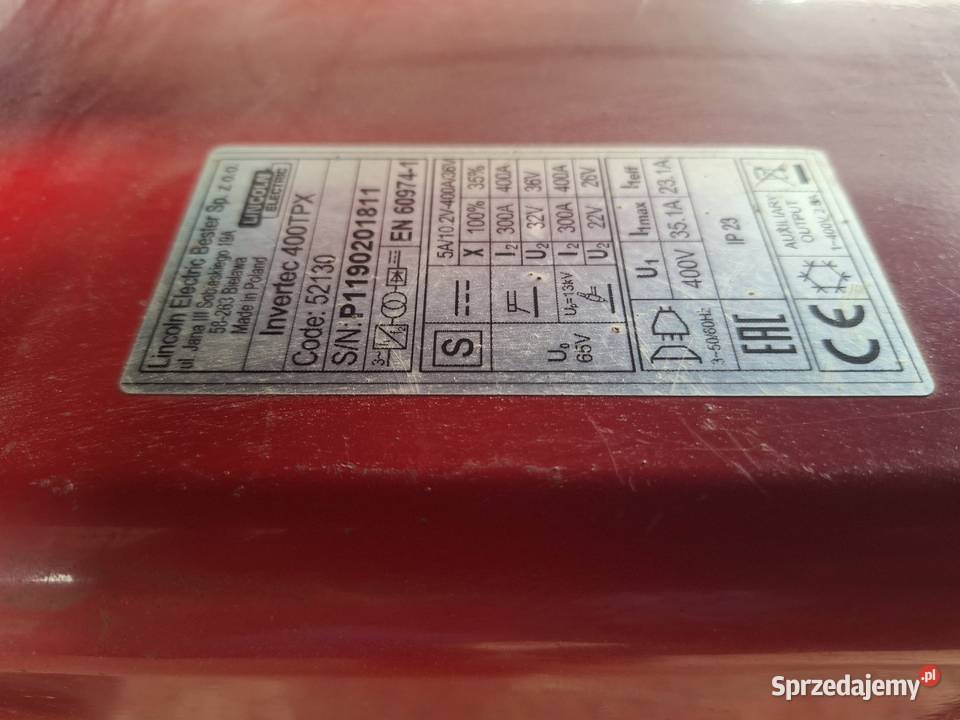 Lincoln Electric Bester Sp. z o.o.
ul. Jana III Sobieskiego 19A
58-263 Bielawa
Made in Poland
LINCOLN
ELECTRIC
Invertec 400TPX
Code: 52130
S/N: P1190201811
3~
EN 60974-1
S
5A/10.2V-400A/36V
X 100% 35%
I2 300A 400A
U2 32V 36V
Up=13kV
I2 300A 400A
U2 22V 26V
U0
65V
3~50/60Hz
U1 I1max I1eff
400V 35.1A 23.1A
EAC
IP 23
CE
AUXILIARY
OUTPUT
Sprzedajemy.pl